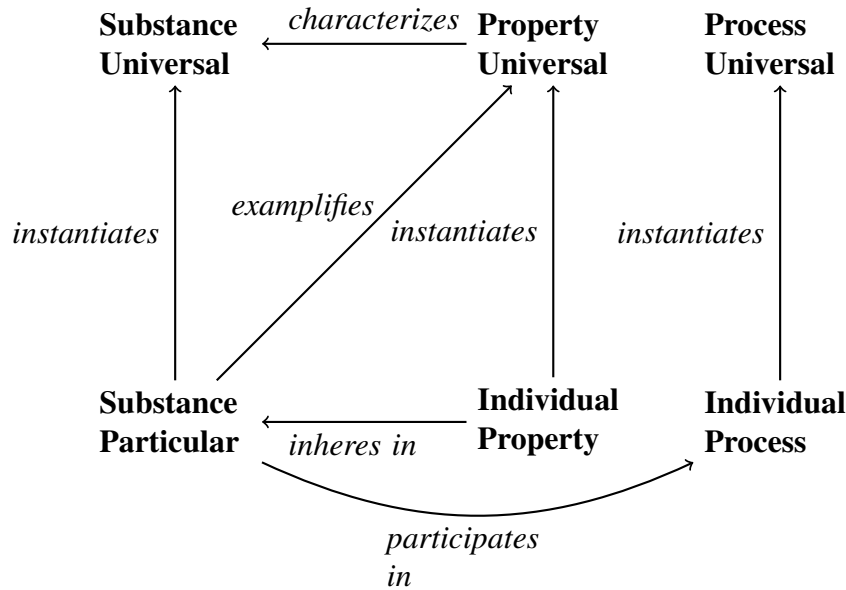 Substance
Universal
characterizes
Property
Universal
Process
Universal
instantiates
examplifies
instantiates
instantiates
Substance
Particular
inheres in
Individual
Property
Individual
Process
participates
in